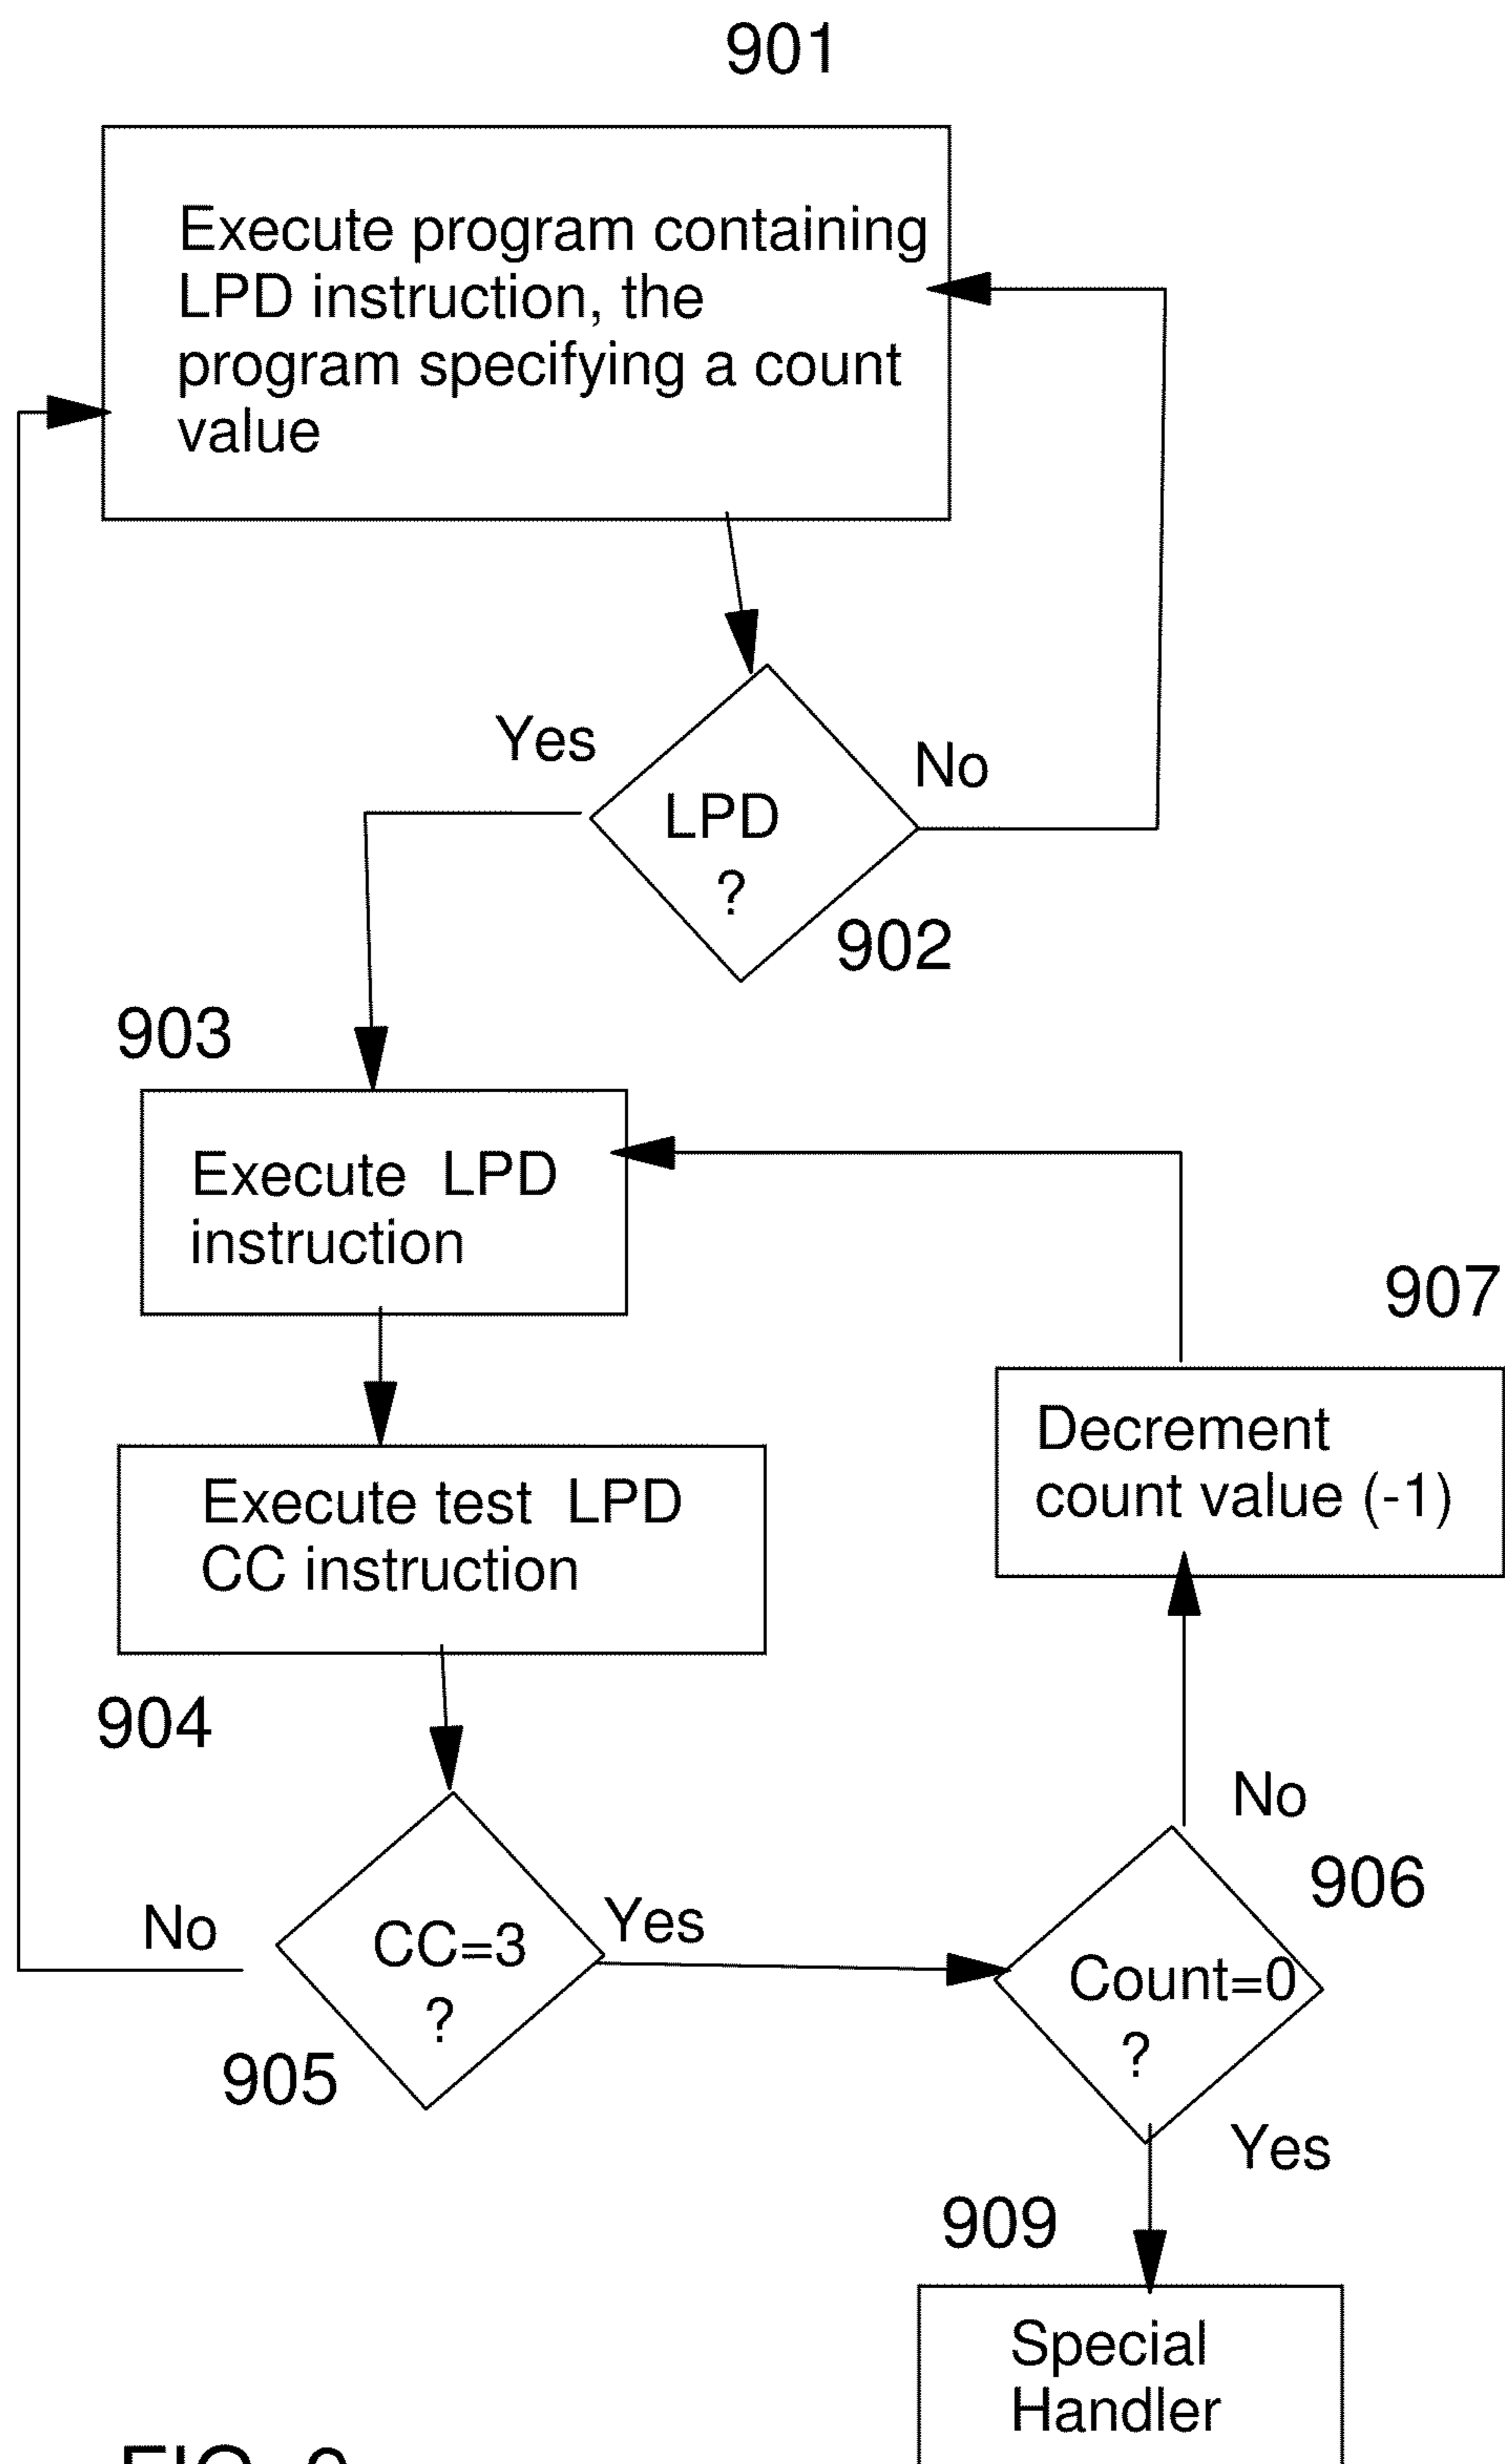 901
Execute program containing
LPD instruction, the
program specifying a count
value
Yes
No
LPD
?
902
903
Execute LPD
instruction
907
Decrement
count value (-1)
Execute test LPD
CC instruction
904
No
906
No
CC=3
?
Yes
Count=0
?
905
Yes
909
Special
Handler